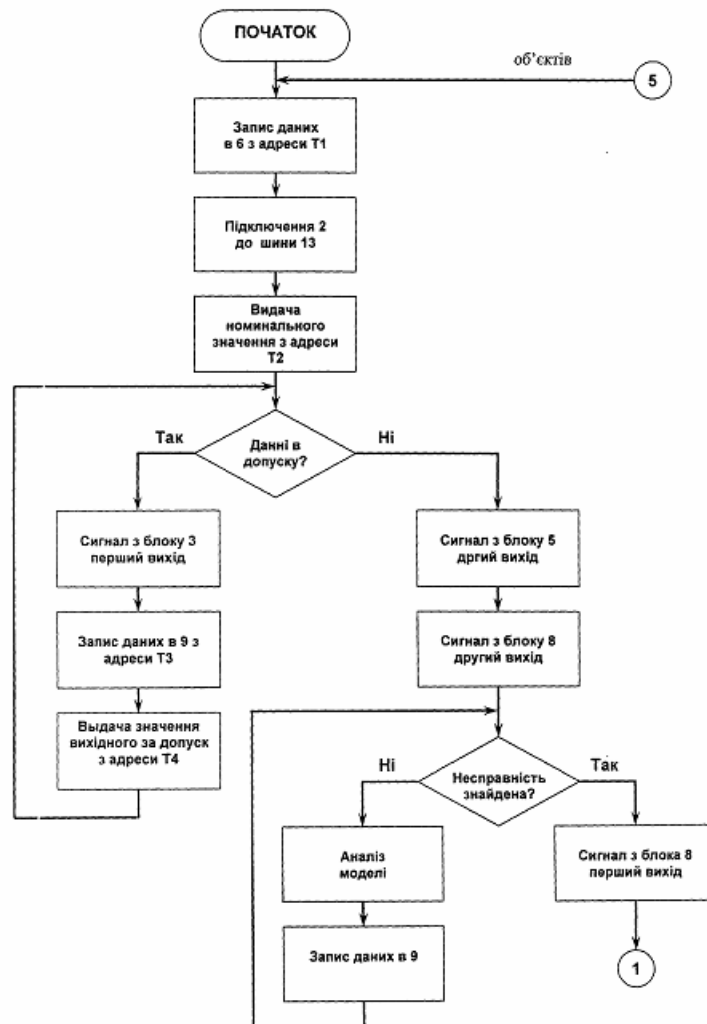 ПОЧАТОК
об'єктів
5
Запис даних
в 6 з адреси Т1
Підключення 2
до шини 13
Видача
номинального
значення з адреси
Т2
Так
Данні в
допуску?
Ні
Сигнал з блоку 3
перший вихід
Сигнал з блоку 5
дргий вихід
Запис даних в 9 з
адреси Т3
Сигнал з блоку 8
другий вихід
Выдача значення
вихідного за допуск
з адреси Т4
Ні
Несправність
знайдена?
Так
Аналіз
моделі
Сигнал з блока 8
перший вихід
Запис даних в 9
1